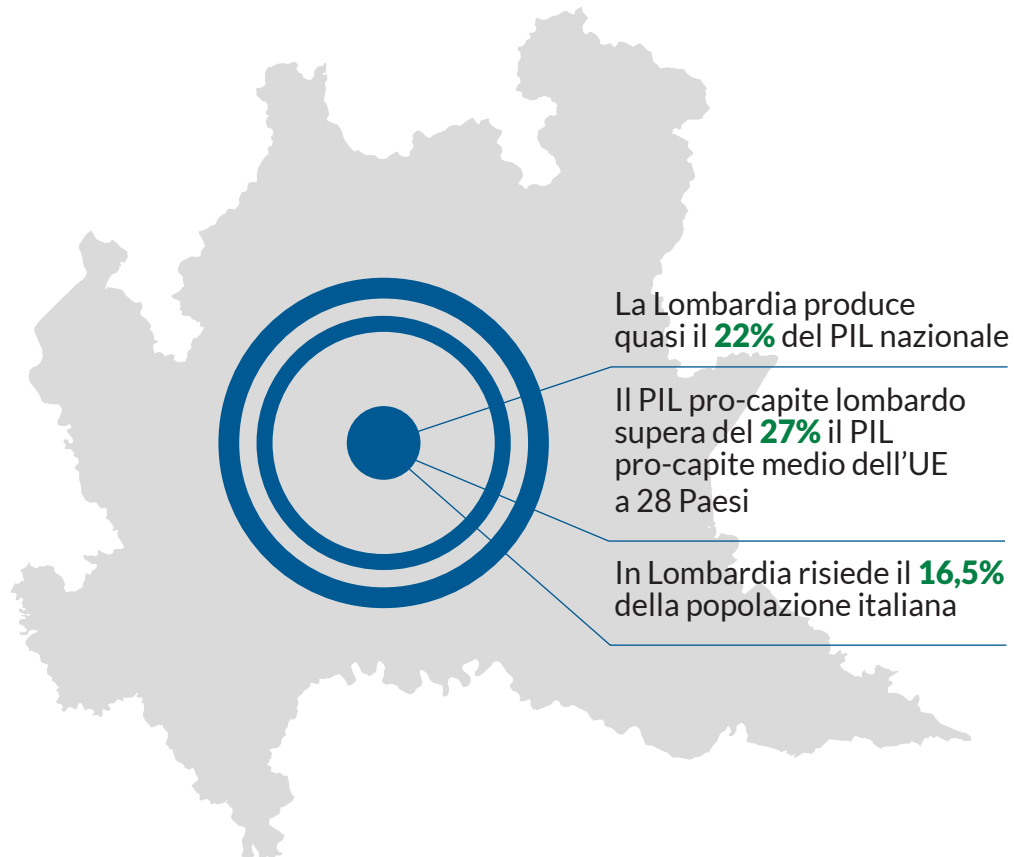 La Lombardia produce
quasi il 22% del PIL nazionale
Il PIL pro-capite lombardo
supera del 27% il PIL
pro-capite medio dell’UE
a 28 Paesi
In Lombardia risiede il 16,5%
della popolazione italiana